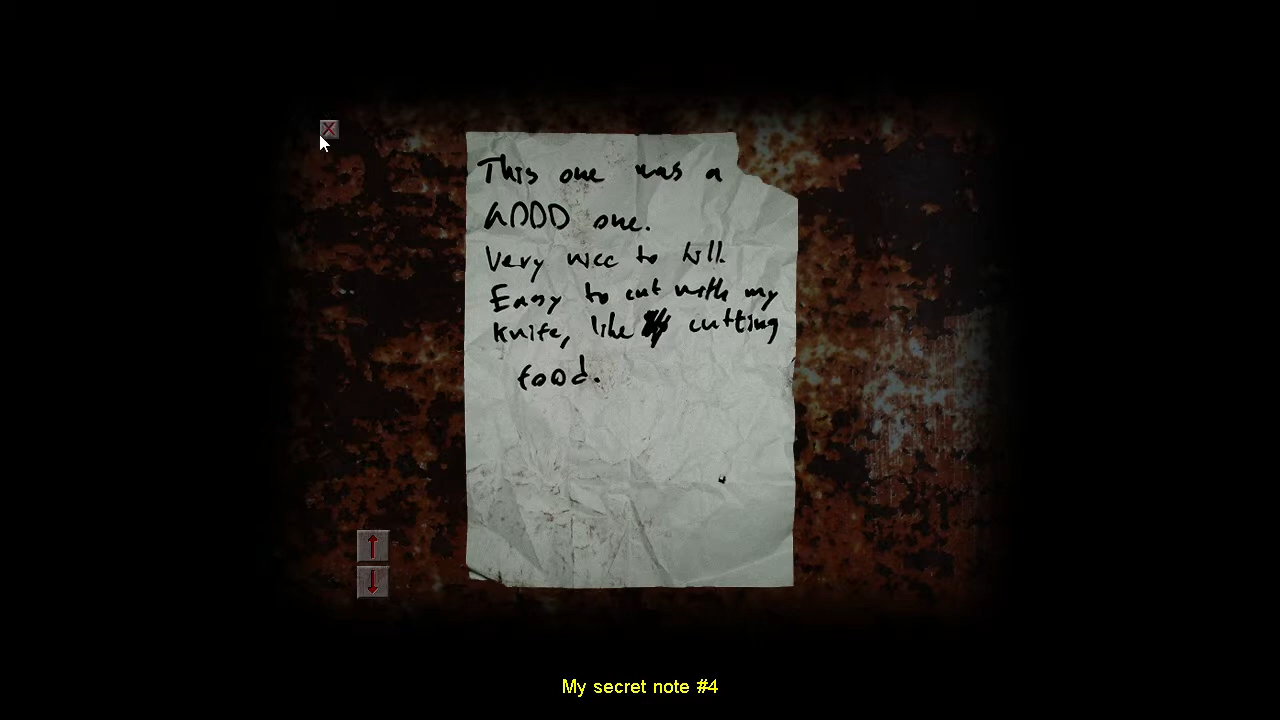 This one was a
GOOD one.
Very nice to kill.
Easy to cut with my
knife, like cutting
food.
My secret note #4